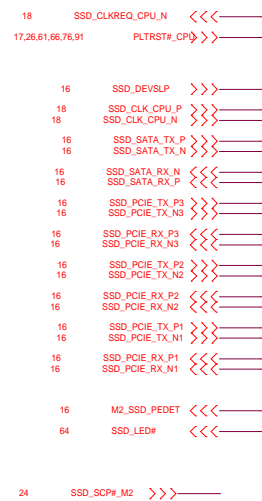 18 SSD_CLKREQ_CPU_N
17,26,61,66,76,91 PLTRST#_CPU
16 SSD_DEVSLP
18 SSD_CLK_CPU_P
18 SSD_CLK_CPU_N
16 SSD_SATA_TX_P
16 SSD_SATA_TX_N
16 SSD_SATA_RX_N
16 SSD_SATA_RX_P
16 SSD_PCIE_TX_P3
16 SSD_PCIE_TX_N3
16 SSD_PCIE_RX_P3
16 SSD_PCIE_RX_N3
16 SSD_PCIE_TX_P2
16 SSD_PCIE_TX_N2
16 SSD_PCIE_RX_P2
16 SSD_PCIE_RX_N2
16 SSD_PCIE_TX_P1
16 SSD_PCIE_TX_N1
16 SSD_PCIE_RX_P1
16 SSD_PCIE_RX_N1
16 M2_SSD_PEDET
64 SSD_LED#
24 SSD_SCP#_M2